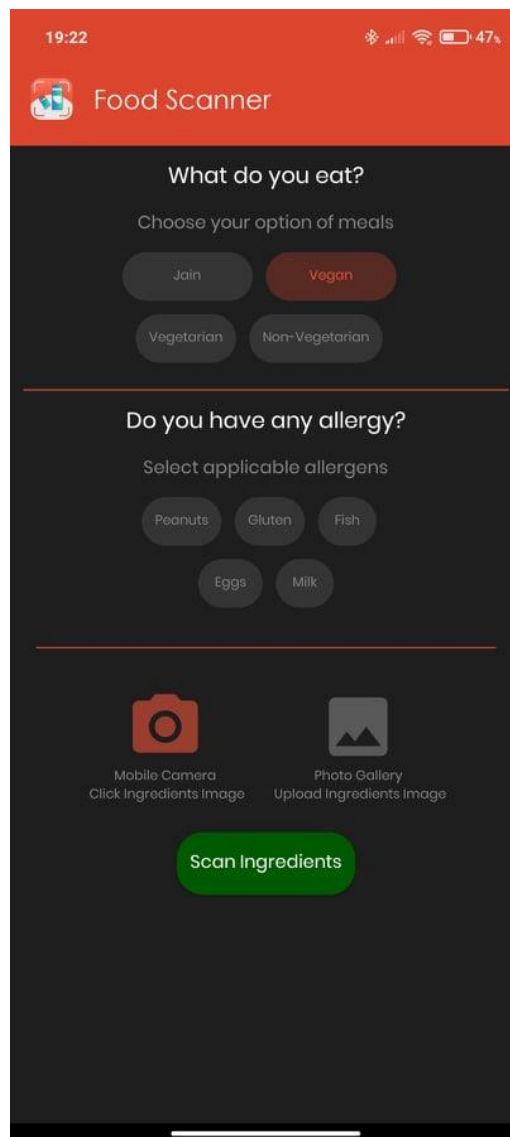 19:22
47%
Food Scanner
What do you eat?
Choose your option of meals
Jain Vegan
Vegetarian Non-Vegetarian
Do you have any allergy?
Select applicable allergens
Peanuts Gluten Fish
Eggs Milk
Mobile Camera Photo Gallery
Click Ingredients Image Upload Ingredients Image
Scan Ingredients